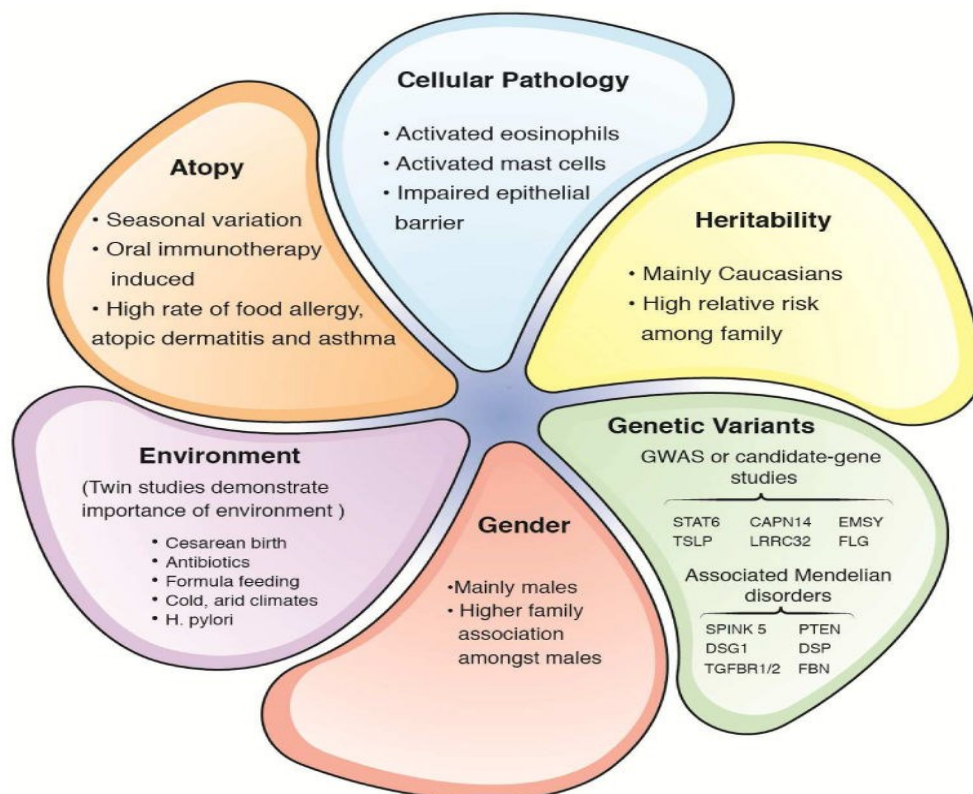 Cellular Pathology
• Activated eosinophils
• Activated mast cells
• Impaired epithelial
barrier
Heritability
• Mainly Caucasians
• High relative risk
among family
Genetic Variants
GWAS or candidate-gene
studies
STAT6 CAPN14 EMSY
TSLP LRRC32 FLG
Associated Mendelian
disorders
SPINK 5 PTEN
DSG1 DSP
TGFBR1/2 FBN
Gender
•Mainly males
• Higher family
association
amongst males
Environment
(Twin studies demonstrate
importance of environment )
• Cesarean birth
• Antibiotics
• Formula feeding
• Cold, arid climates
• H. pylori
Atopy
• Seasonal variation
• Oral immunotherapy
induced
• High rate of food allergy,
atopic dermatitis and asthma